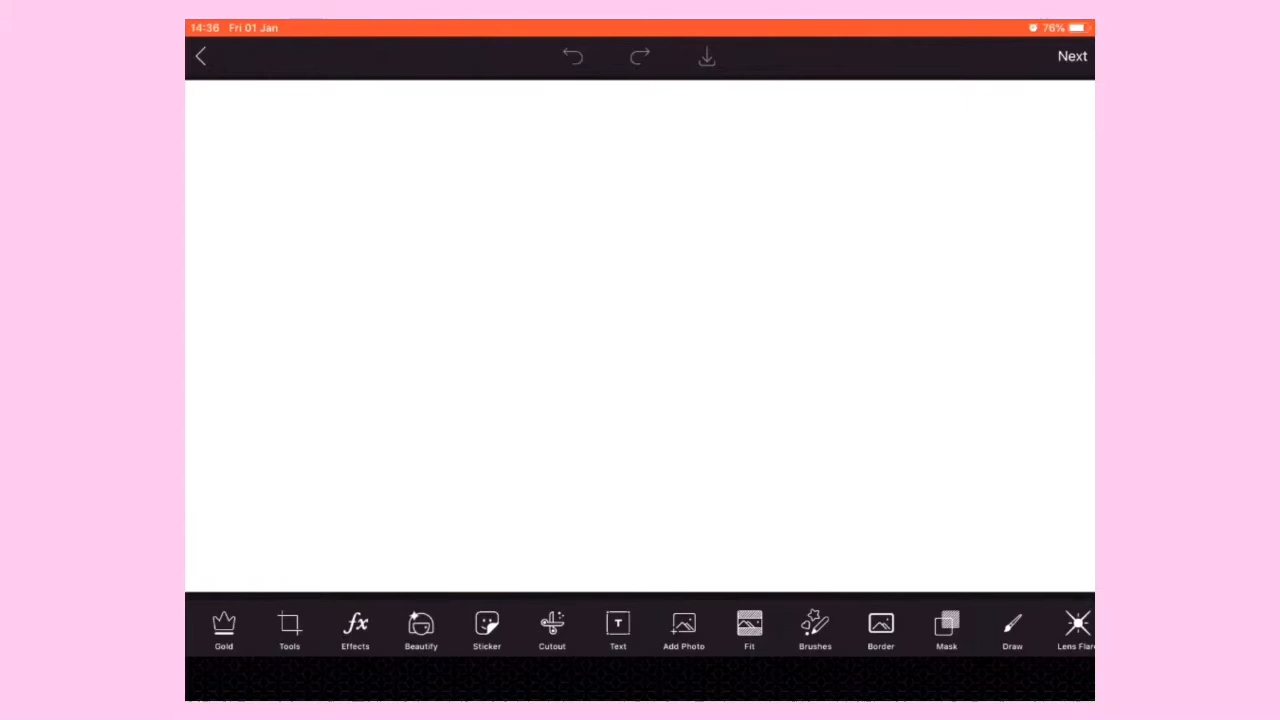 14:36 Fri 01 Jan 76%
Next
Gold Tools Effects Beautify Sticker Cutout Text Add Photo Fit Brushes Border Mask Draw Lens Flar
T